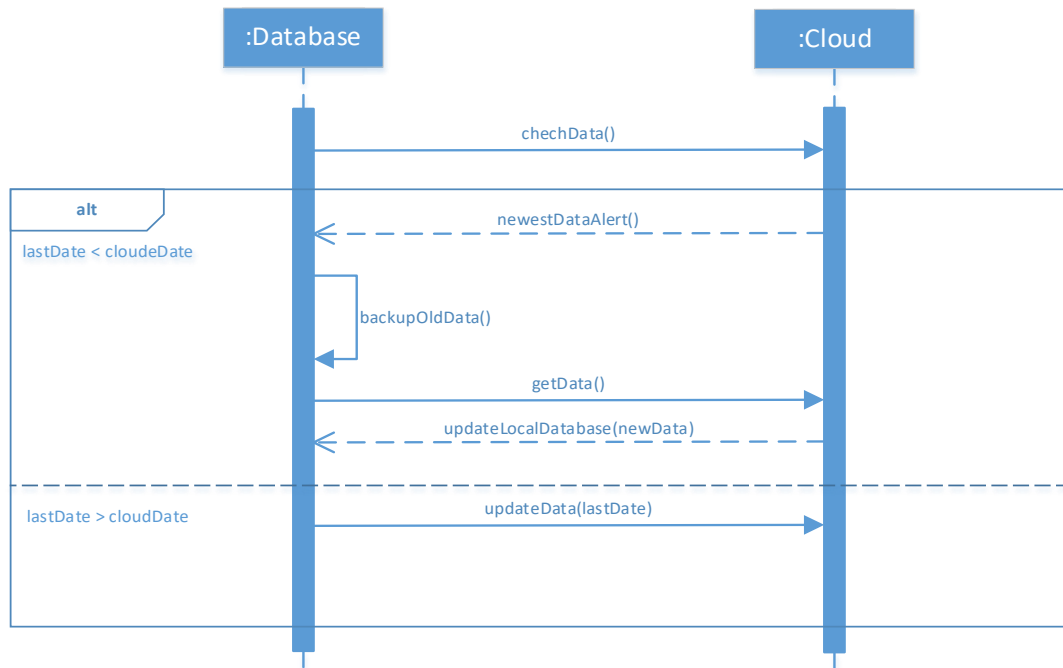 :Database
:Cloud
chechData()
alt
newestDataAlert()
lastDate < cloudeDate
backupOldData()
getData()
updateLocalDatabase(newData)
updateData(lastDate)
lastDate > cloudDate